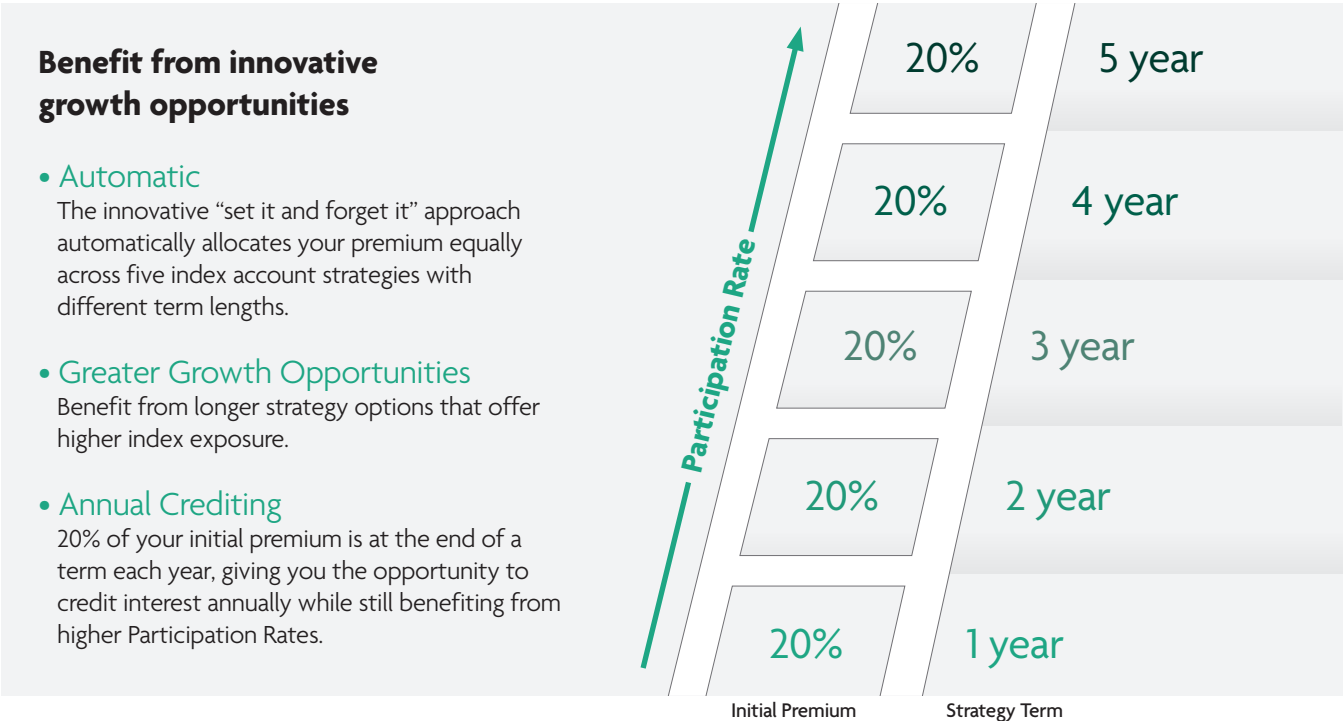 Benefit from innovative
growth opportunities
• Automatic
The innovative “set it and forget it” approach
automatically allocates your premium equally
across five index account strategies with
different term lengths.
• Greater Growth Opportunities
Benefit from longer strategy options that offer
higher index exposure.
• Annual Crediting
20% of your initial premium is at the end of a
term each year, giving you the opportunity to
credit interest annually while still benefiting from
higher Participation Rates.
Participation Rate
20% 5 year
20% 4 year
20% 3 year
20% 2 year
20% 1 year
Initial Premium Strategy Term